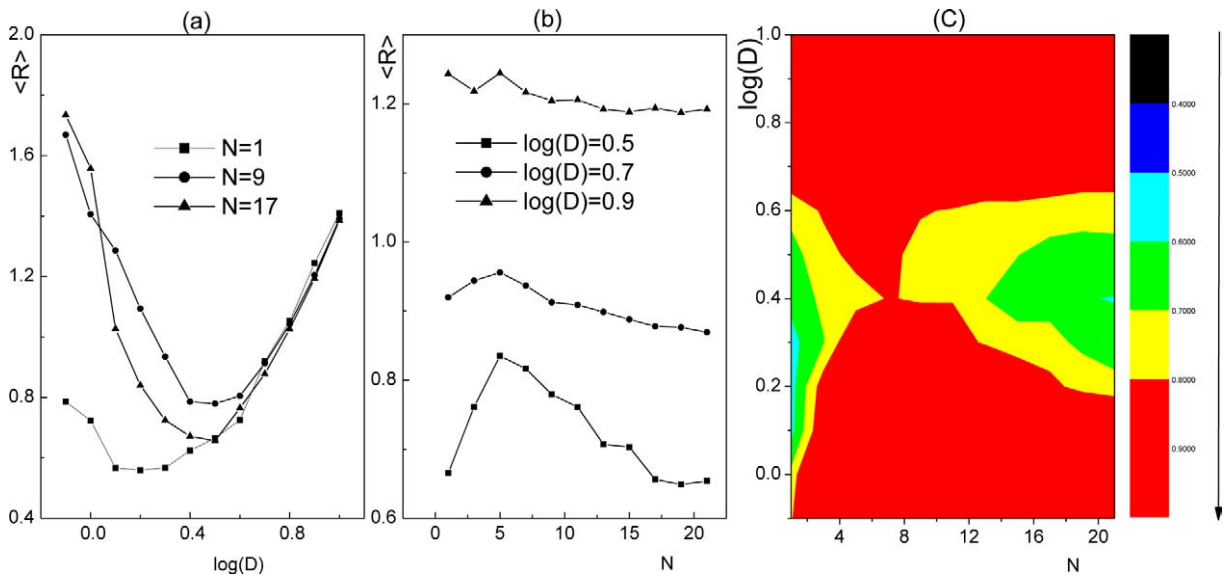 (a)
<R>
2.0
1.6
1.2
0.8
0.4
N=1
N=9
N=17
0.0
0.4
0.8
log(D)
(b)
<R>
1.2
1.0
0.8
0.6
log(D)=0.5
log(D)=0.7
log(D)=0.9
0
5
10
15
20
N
(C)
log(D)
1.0
0.8
0.6
0.4
0.2
0.0
4
8
12
16
20
N
0.4000
0.5000
0.6000
0.7000
0.8000
0.9000